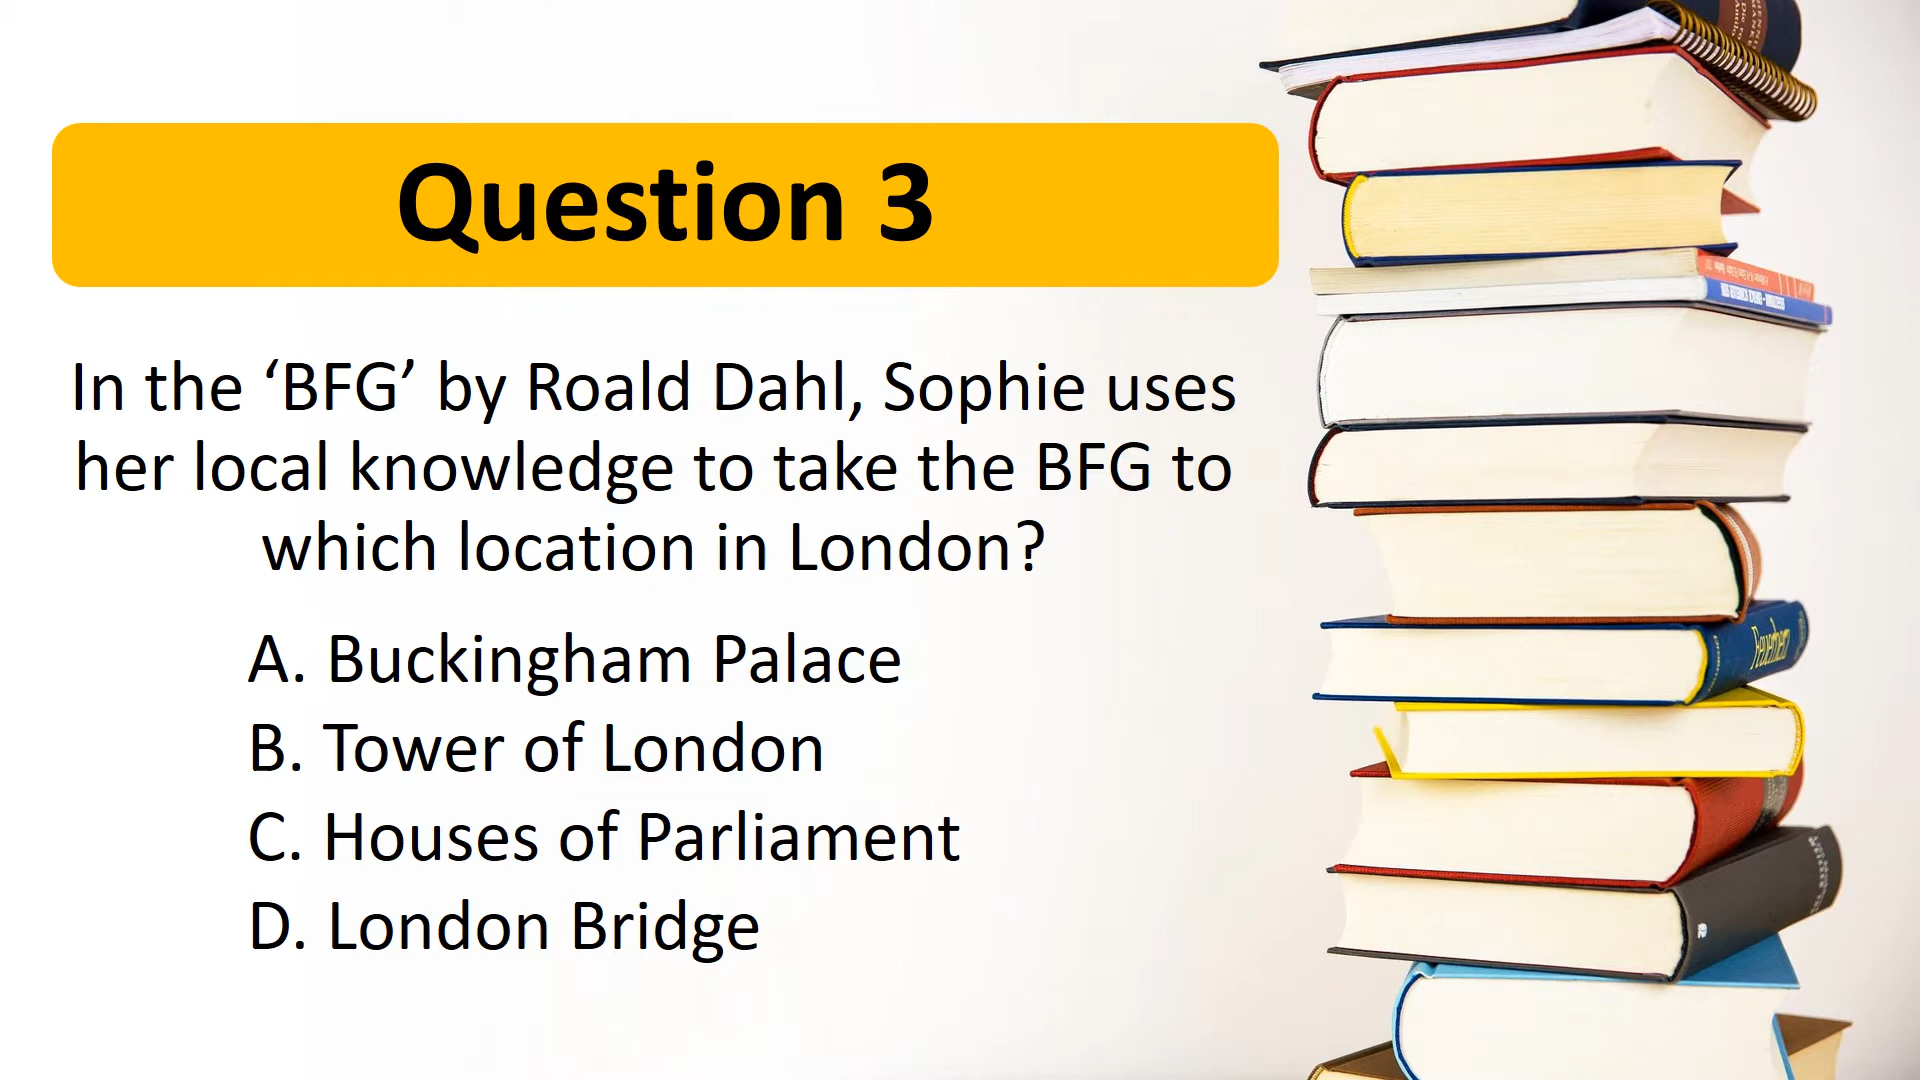 Question 3
In the ‘BFG’ by Roald Dahl, Sophie uses
her local knowledge to take the BFG to
which location in London?
A. Buckingham Palace
B. Tower of London
C. Houses of Parliament
D. London Bridge